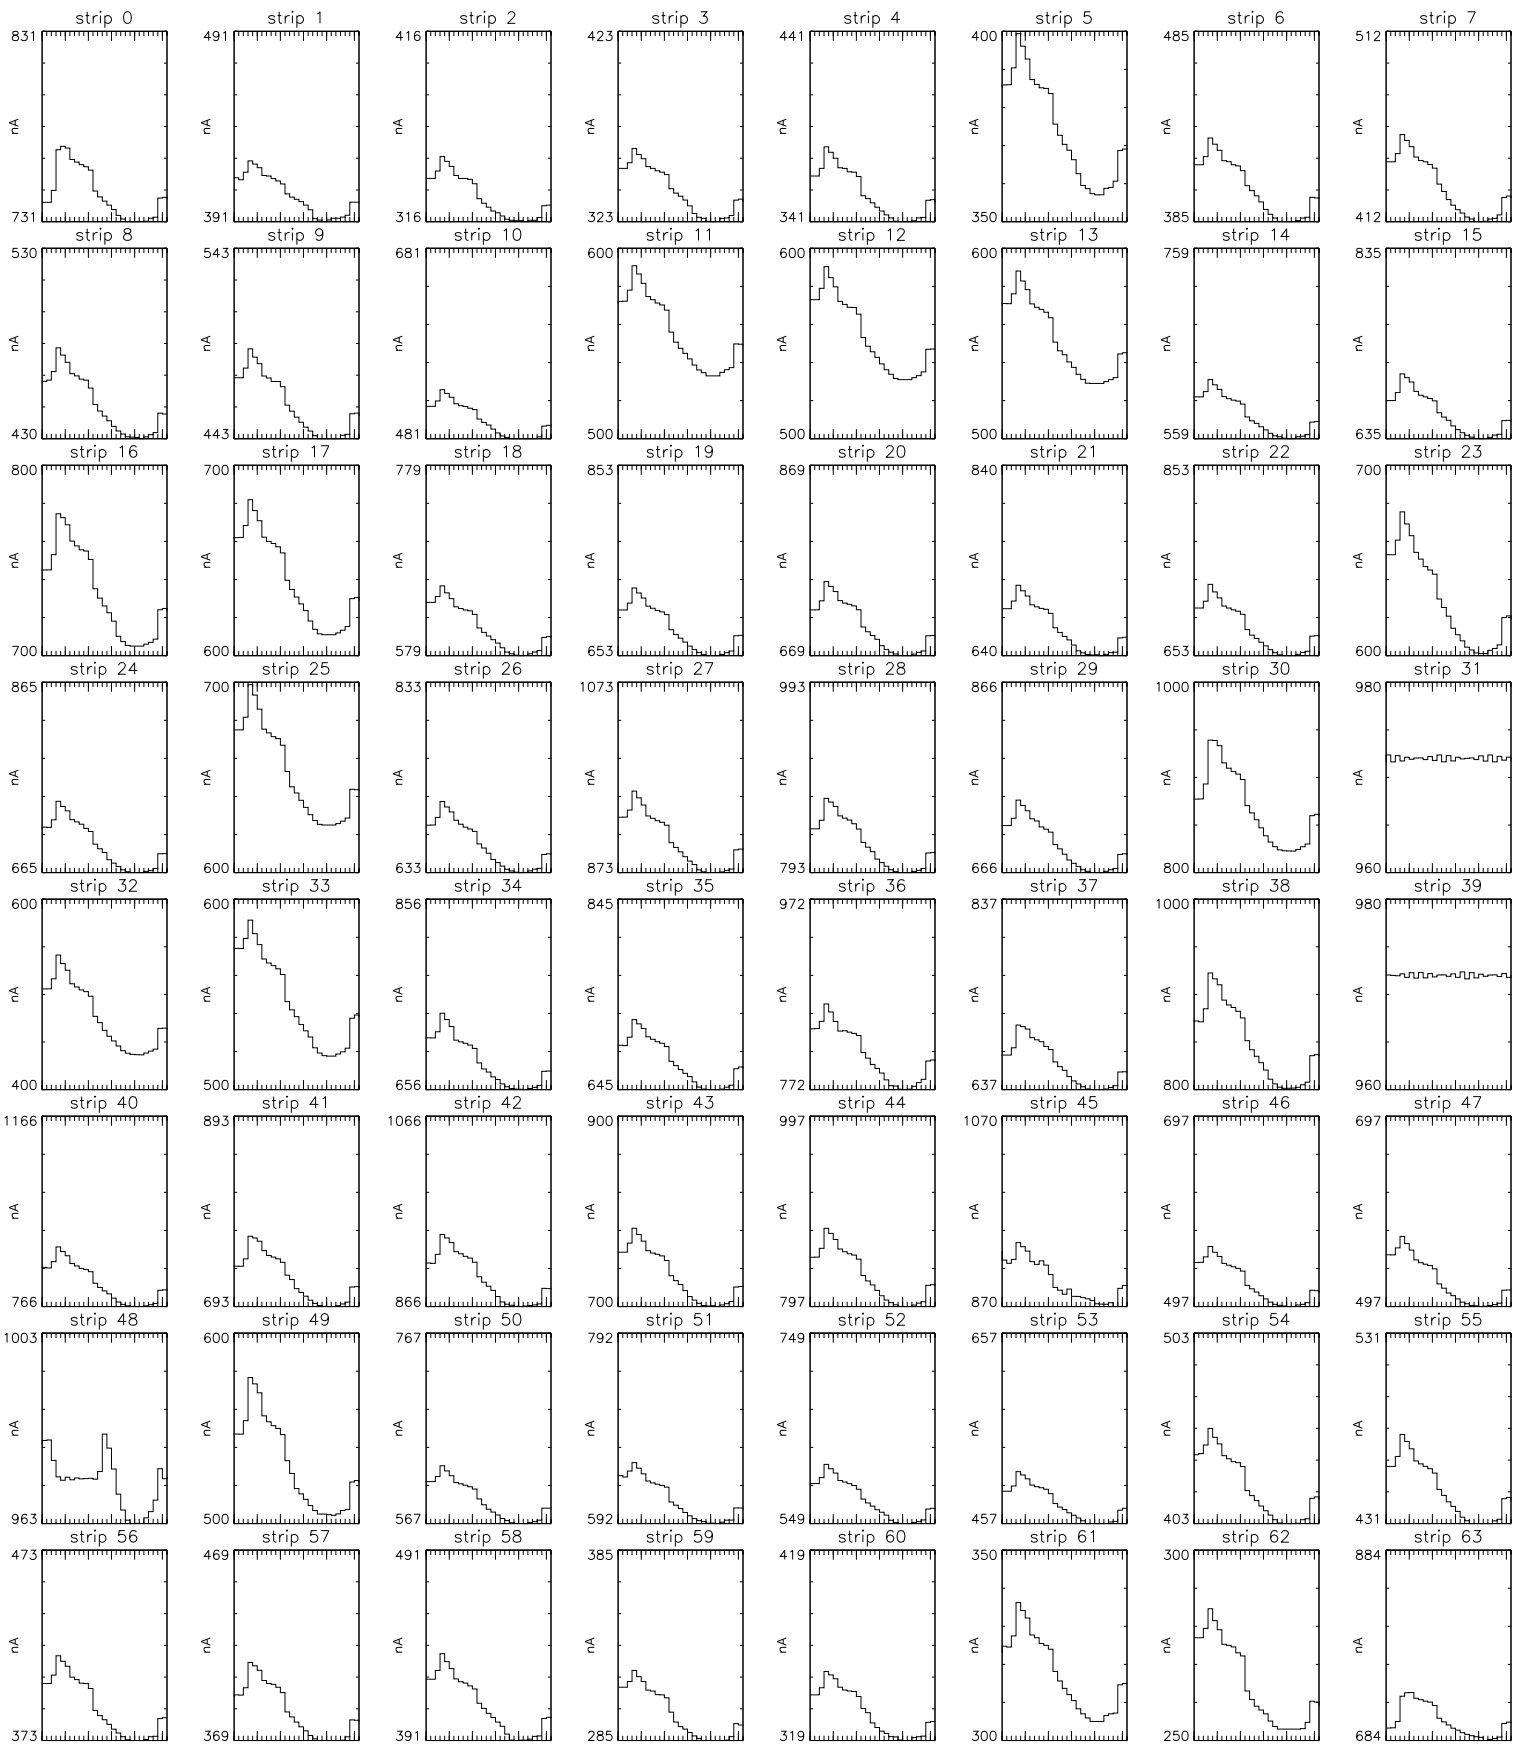 strip 0 strip 1 strip 2 strip 3 strip 4 strip 5 strip 6 strip 7
831 491 416 423 441 400 485 512
nA nA nA nA nA nA nA nA
731 391 316 323 341 350 385 412
strip 8 strip 9 strip 10 strip 11 strip 12 strip 13 strip 14 strip 15
530 543 681 600 600 600 759 835
nA nA nA nA nA nA nA nA
430 443 481 500 500 500 559 635
strip 16 strip 17 strip 18 strip 19 strip 20 strip 21 strip 22 strip 23
800 700 779 853 869 840 853 700
nA nA nA nA nA nA nA nA
700 600 579 653 669 640 653 600
strip 24 strip 25 strip 26 strip 27 strip 28 strip 29 strip 30 strip 31
865 700 833 1073 993 866 1000 980
nA nA nA nA nA nA nA nA
665 600 633 873 793 666 800 960
strip 32 strip 33 strip 34 strip 35 strip 36 strip 37 strip 38 strip 39
600 600 856 845 972 837 1000 980
nA nA nA nA nA nA nA nA
400 500 656 645 772 637 800 960
strip 40 strip 41 strip 42 strip 43 strip 44 strip 45 strip 46 strip 47
1166 893 1066 900 997 1070 697 697
nA nA nA nA nA nA nA nA
766 693 866 700 797 870 497 497
strip 48 strip 49 strip 50 strip 51 strip 52 strip 53 strip 54 strip 55
1003 600 767 792 749 657 503 531
nA nA nA nA nA nA nA nA
963 500 567 592 549 457 403 431
strip 56 strip 57 strip 58 strip 59 strip 60 strip 61 strip 62 strip 63
473 469 491 385 419 350 300 884
nA nA nA nA nA nA nA nA
373 369 391 285 319 300 250 684